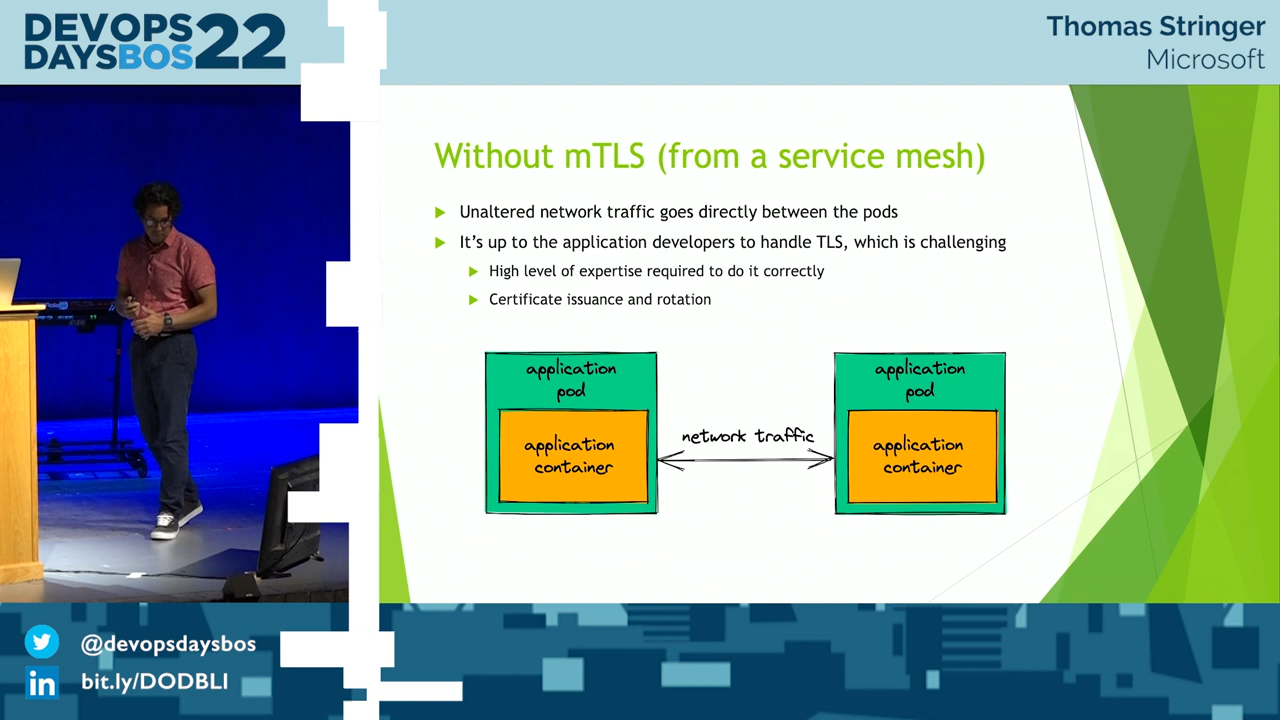 DEVOPS
DAYSBOS22
Thomas Stringer
Microsoft
Without mTLS (from a service mesh)
Unaltered network traffic goes directly between the pods
It's up to the application developers to handle TLS, which is challenging
High level of expertise required to do it correctly
Certificate issuance and rotation
application
pod
application
container
network traffic
application
pod
application
container
@devopsdaysbos
bit.ly/DODBLI